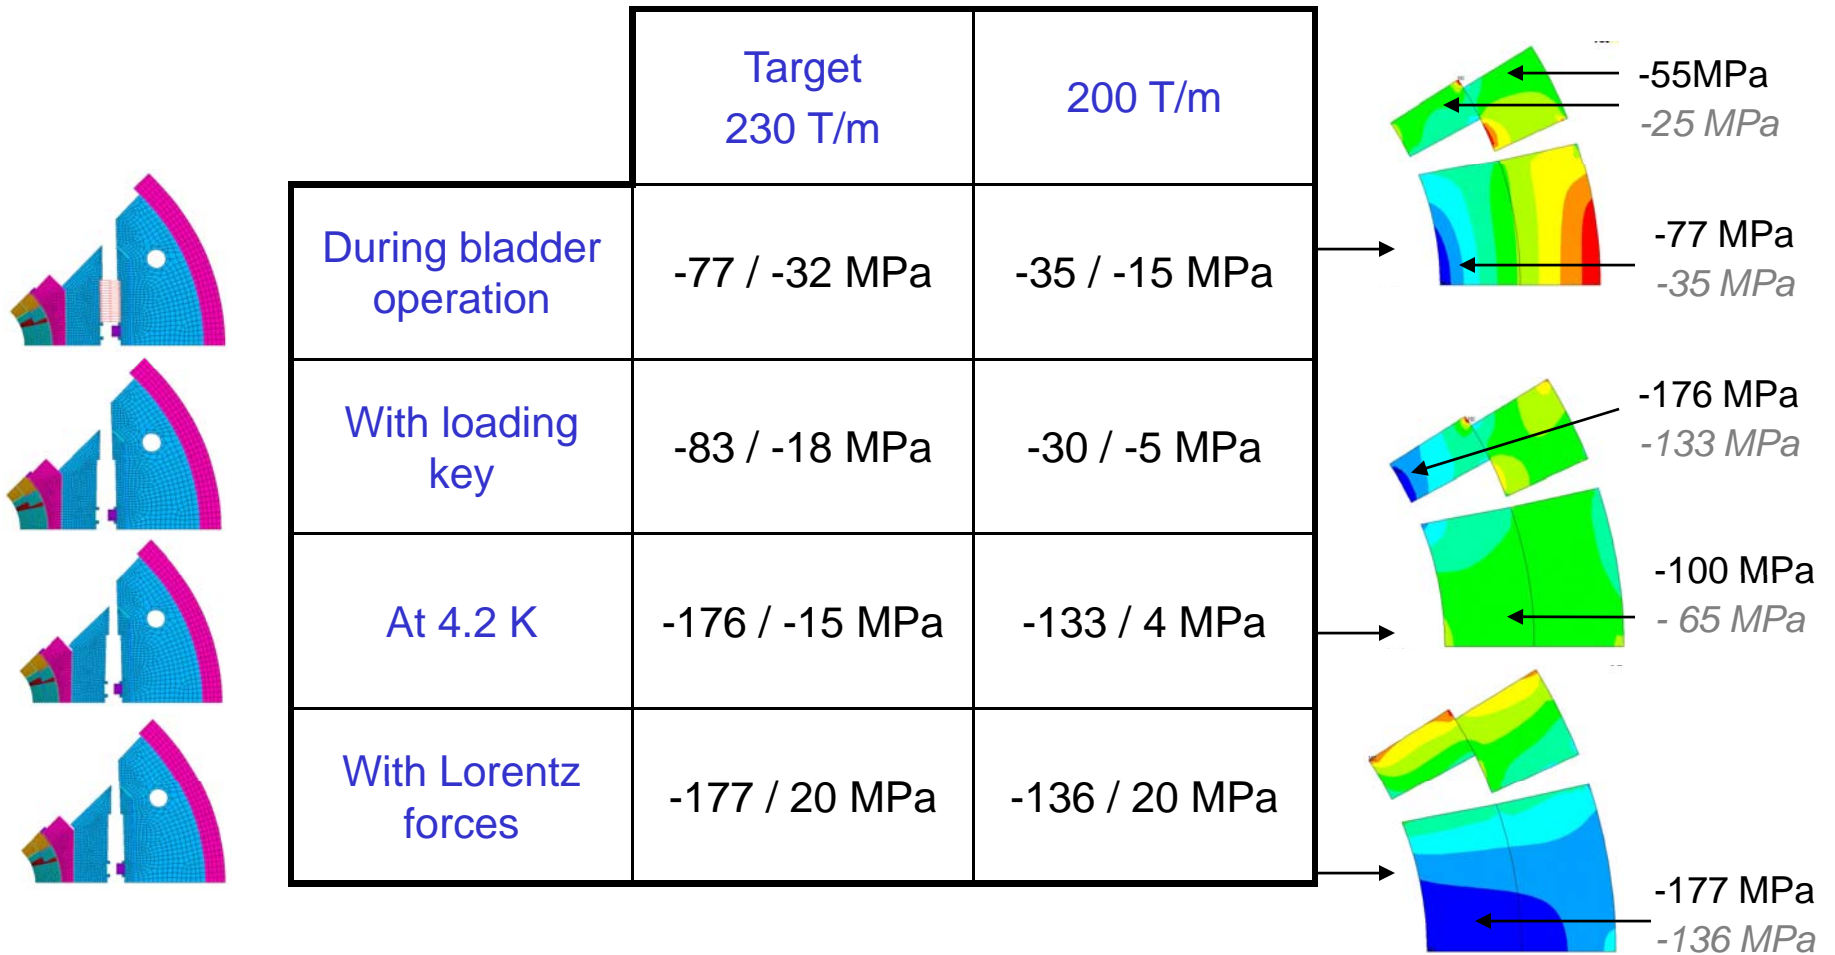 Target
230 T/m
200 T/m
During bladder
operation
-77 / -32 MPa
-35 / -15 MPa
With loading
key
-83 / -18 MPa
-30 / -5 MPa
At 4.2 K
-176 / -15 MPa
-133 / 4 MPa
With Lorentz
forces
-177 / 20 MPa
-136 / 20 MPa
-55MPa
-25 MPa
-77 MPa
-35 MPa
-176 MPa
-133 MPa
-100 MPa
- 65 MPa
-177 MPa
-136 MPa